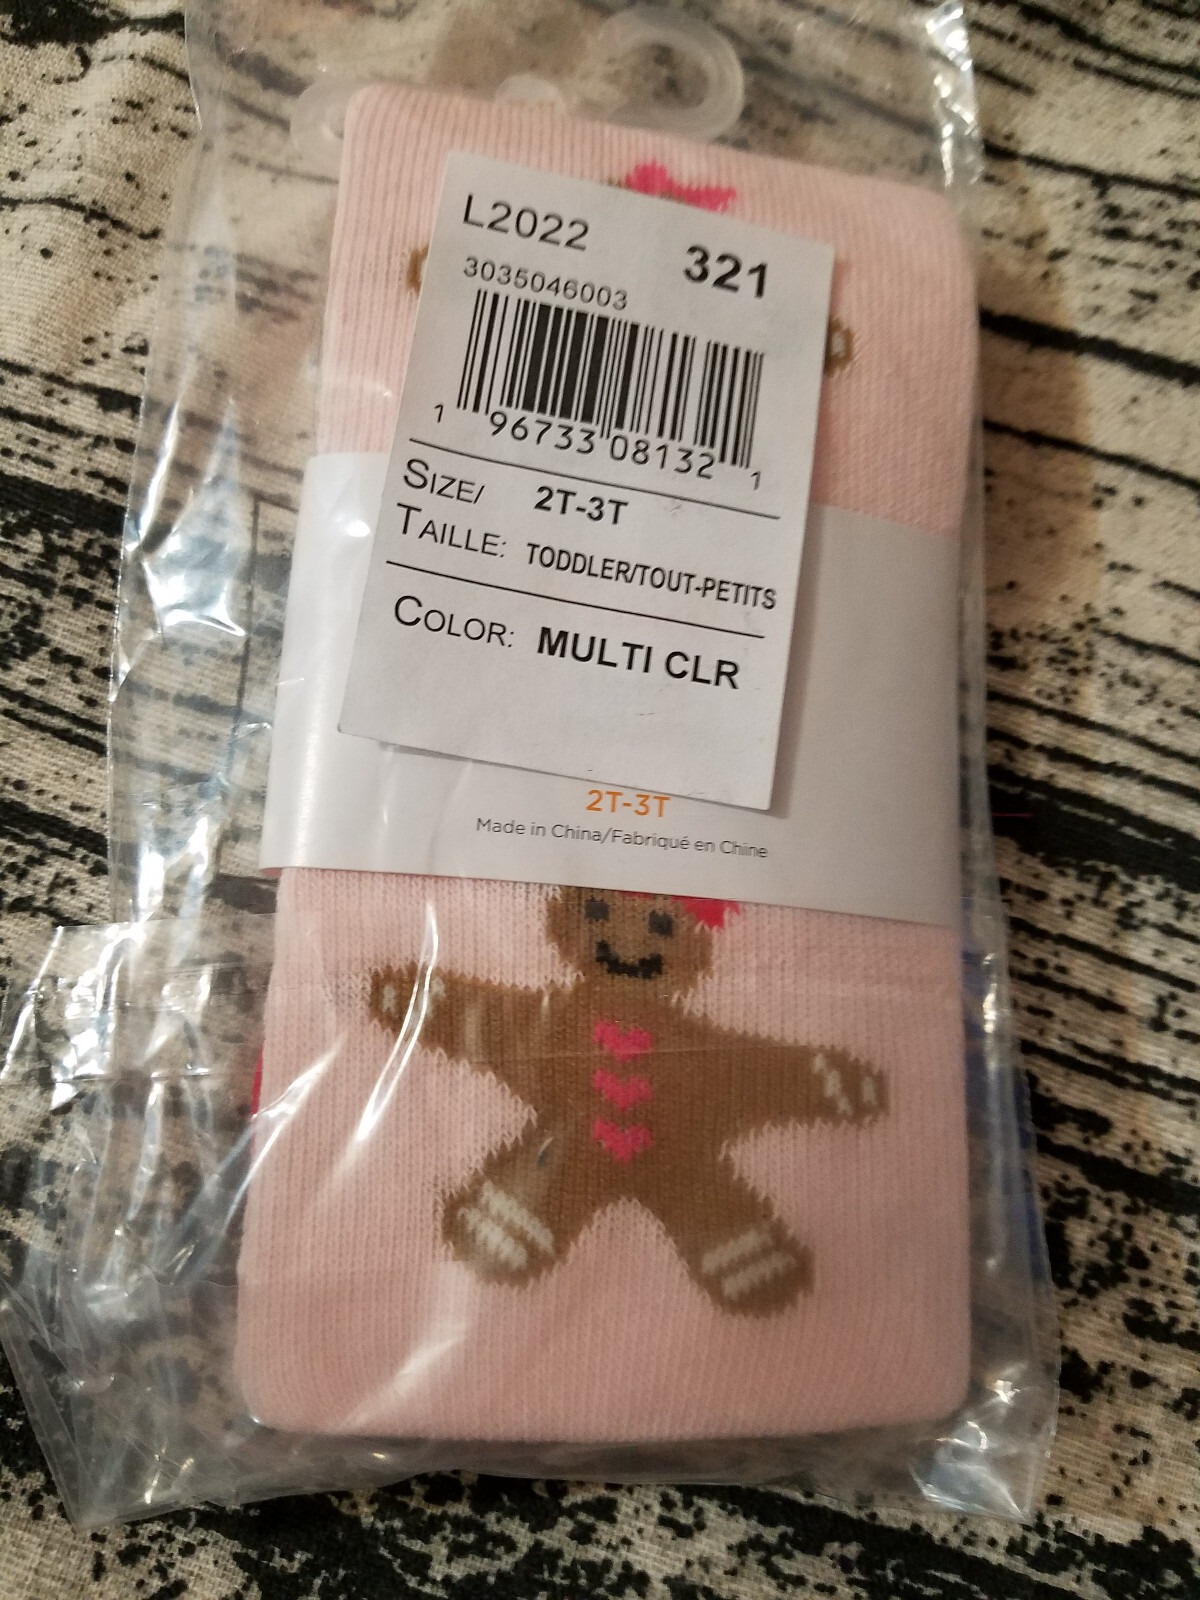 L2022 321
3035046003
1 96733 08132 1
SIZE/ 2T-3T
TAILLE: TODDLER/TOUT-PETITS
COLOR: MULTI CLR
2T-3T
Made in China/Fabriqué en Chine